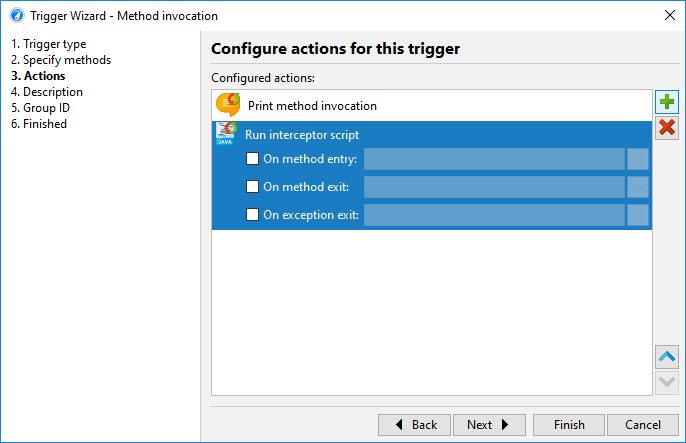 Trigger Wizard - Method invocation
1. Trigger type
2. Specify methods
3. Actions
4. Description
5. Group ID
6. Finished
Configure actions for this trigger
Configured actions:
Print method invocation
JAVA
Run interceptor script
On method entry:
...
On method exit:
...
On exception exit:
...
Back
Next
Finish
Cancel